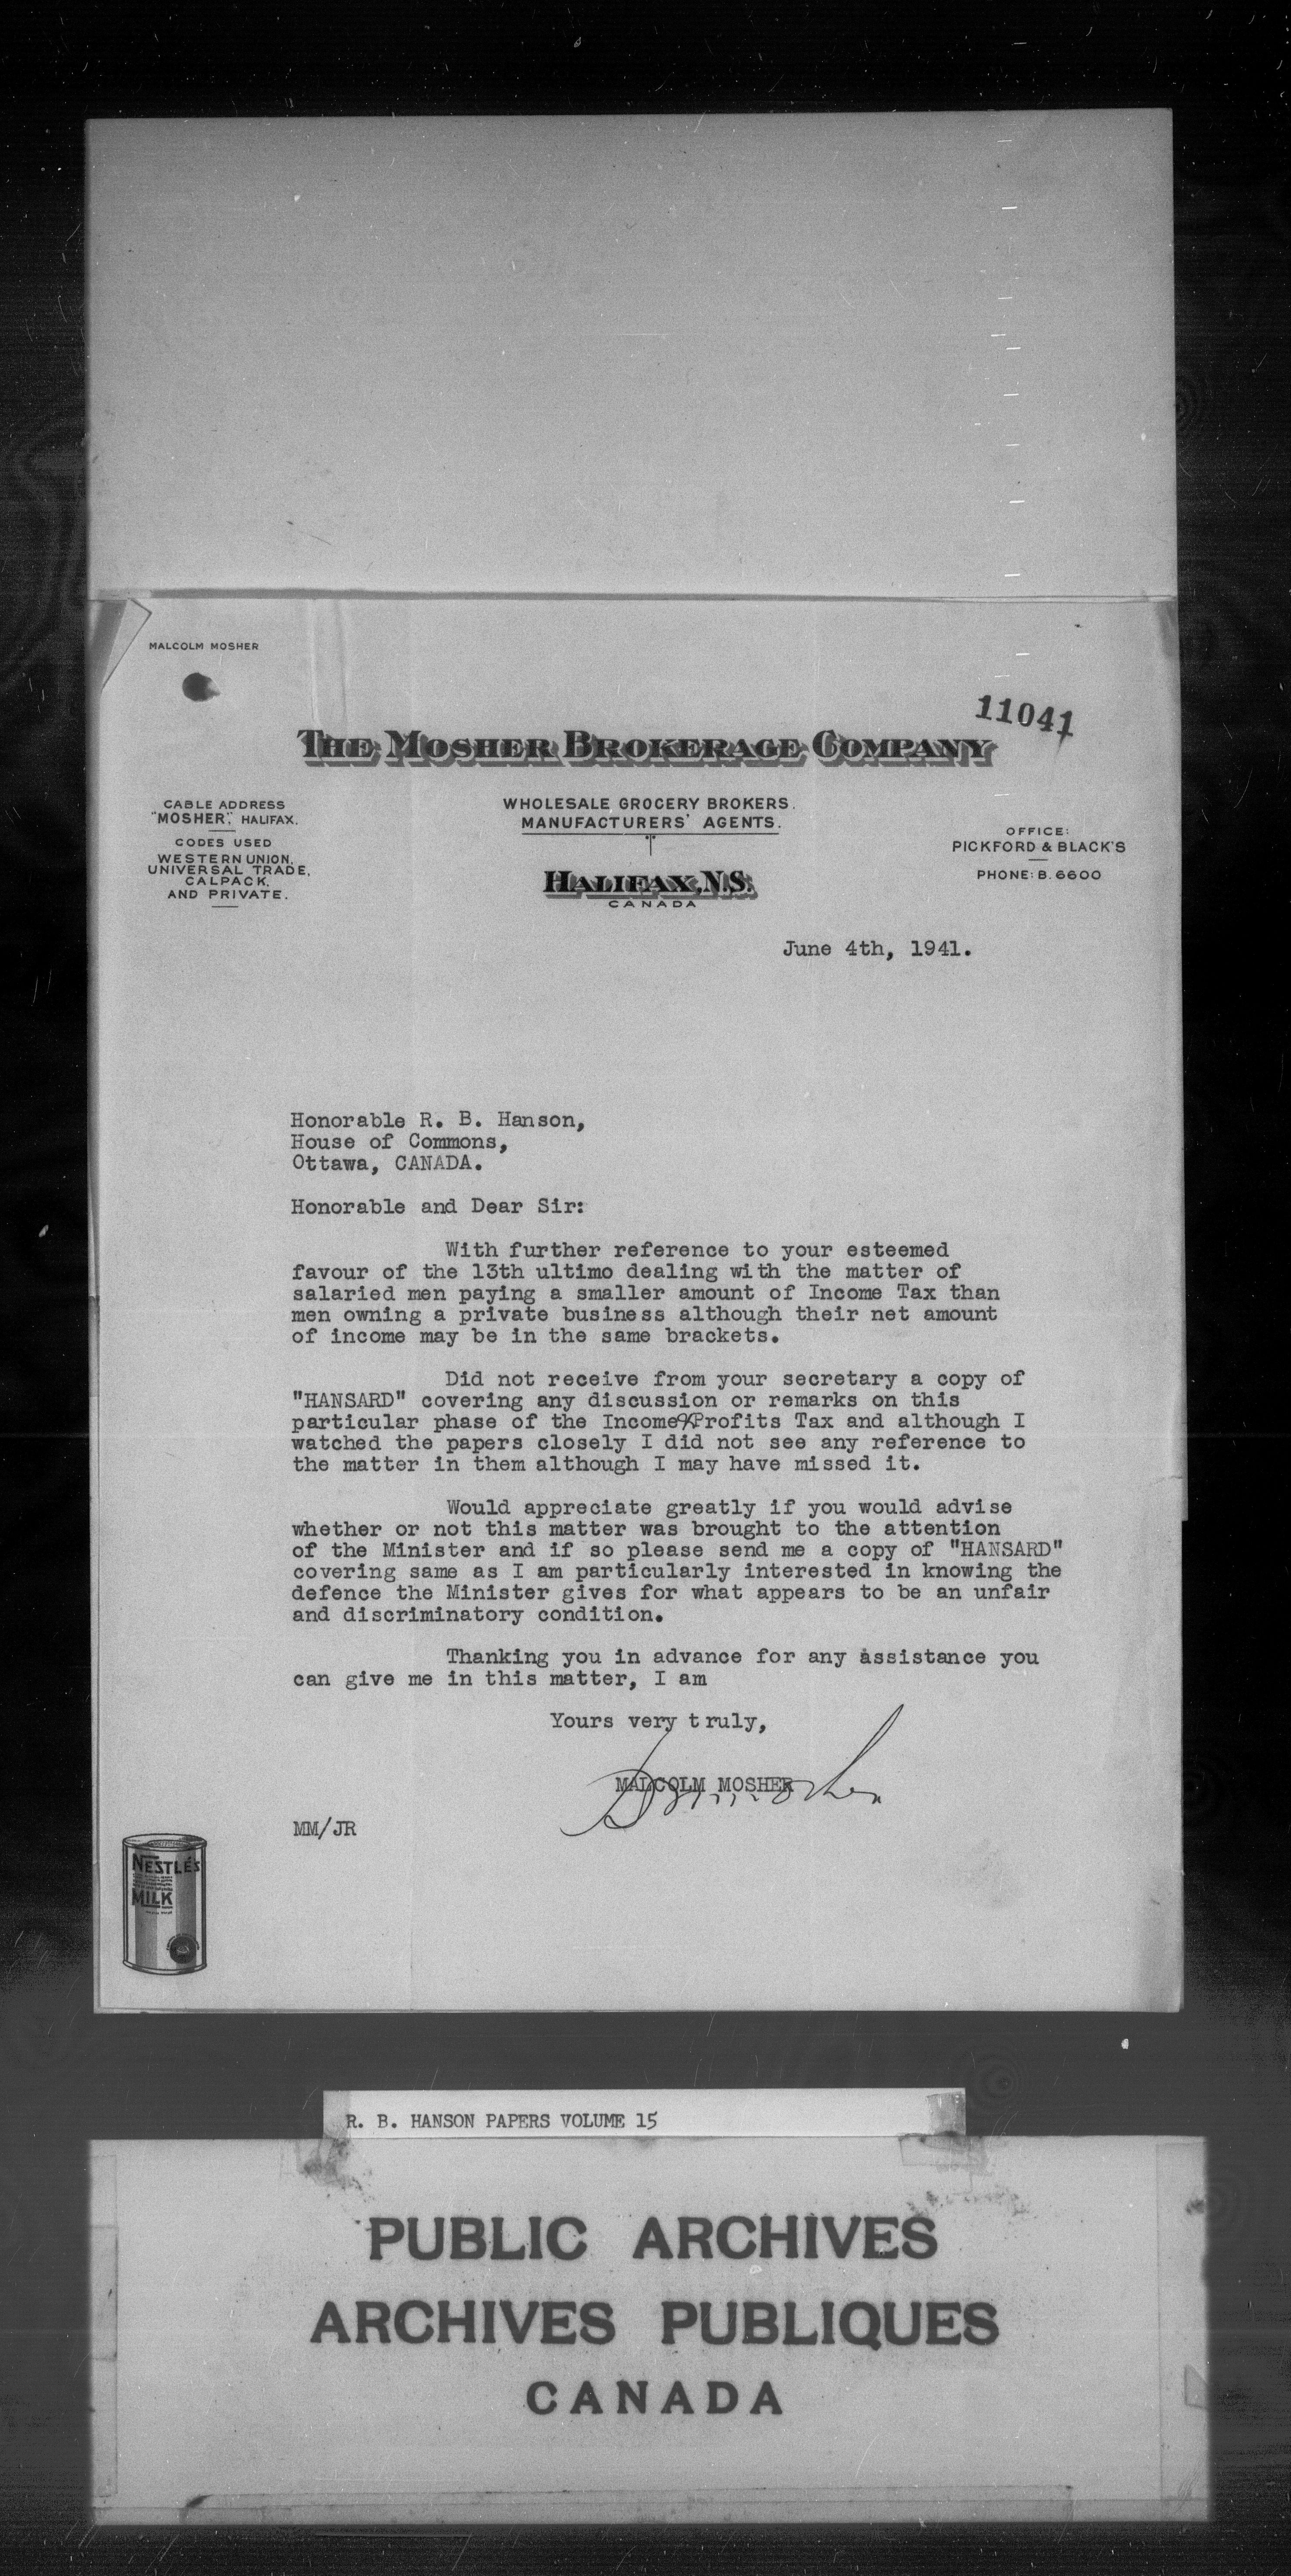 MALCOLM MOSHER
11041
THE MOSHER BROKERAGE COMPANY
CABLE ADDRESS
"MOSHER", HALIFAX.
CODES USED
WESTERN UNION,
UNIVERSAL TRADE,
CALPACK,
AND PRIVATE.
WHOLESALE GROCERY BROKERS.
MANUFACTURERS' AGENTS.
HALIFAX, N.S.
CANADA
OFFICE:
PICKFORD & BLACK'S
PHONE: B. 6600
June 4th, 1941.
Honorable R. B. Hanson,
House of Commons,
Ottawa, CANADA.
Honorable and Dear Sir:
With further reference to your esteemed
favour of the 13th ultimo dealing with the matter of
salaried men paying a smaller amount of Income Tax than
men owning a private business although their net amount
of income may be in the same brackets.
Did not receive from your secretary a copy of
"HANSARD" covering any discussion or remarks on this
particular phase of the Income & Profits Tax and although I
watched the papers closely I did not see any reference to
the matter in them although I may have missed it.
Would appreciate greatly if you would advise
whether or not this matter was brought to the attention
of the Minister and if so please send me a copy of "HANSARD"
covering same as I am particularly interested in knowing the
defence the Minister gives for what appears to be an unfair
and discriminatory condition.
Thanking you in advance for any assistance you
can give me in this matter, I am
Yours very truly,
MALCOLM MOSHER
MM/JR
NESTLÉ'S
MILK
R. B. HANSON PAPERS VOLUME 15
PUBLIC ARCHIVES
ARCHIVES PUBLIQUES
CANADA